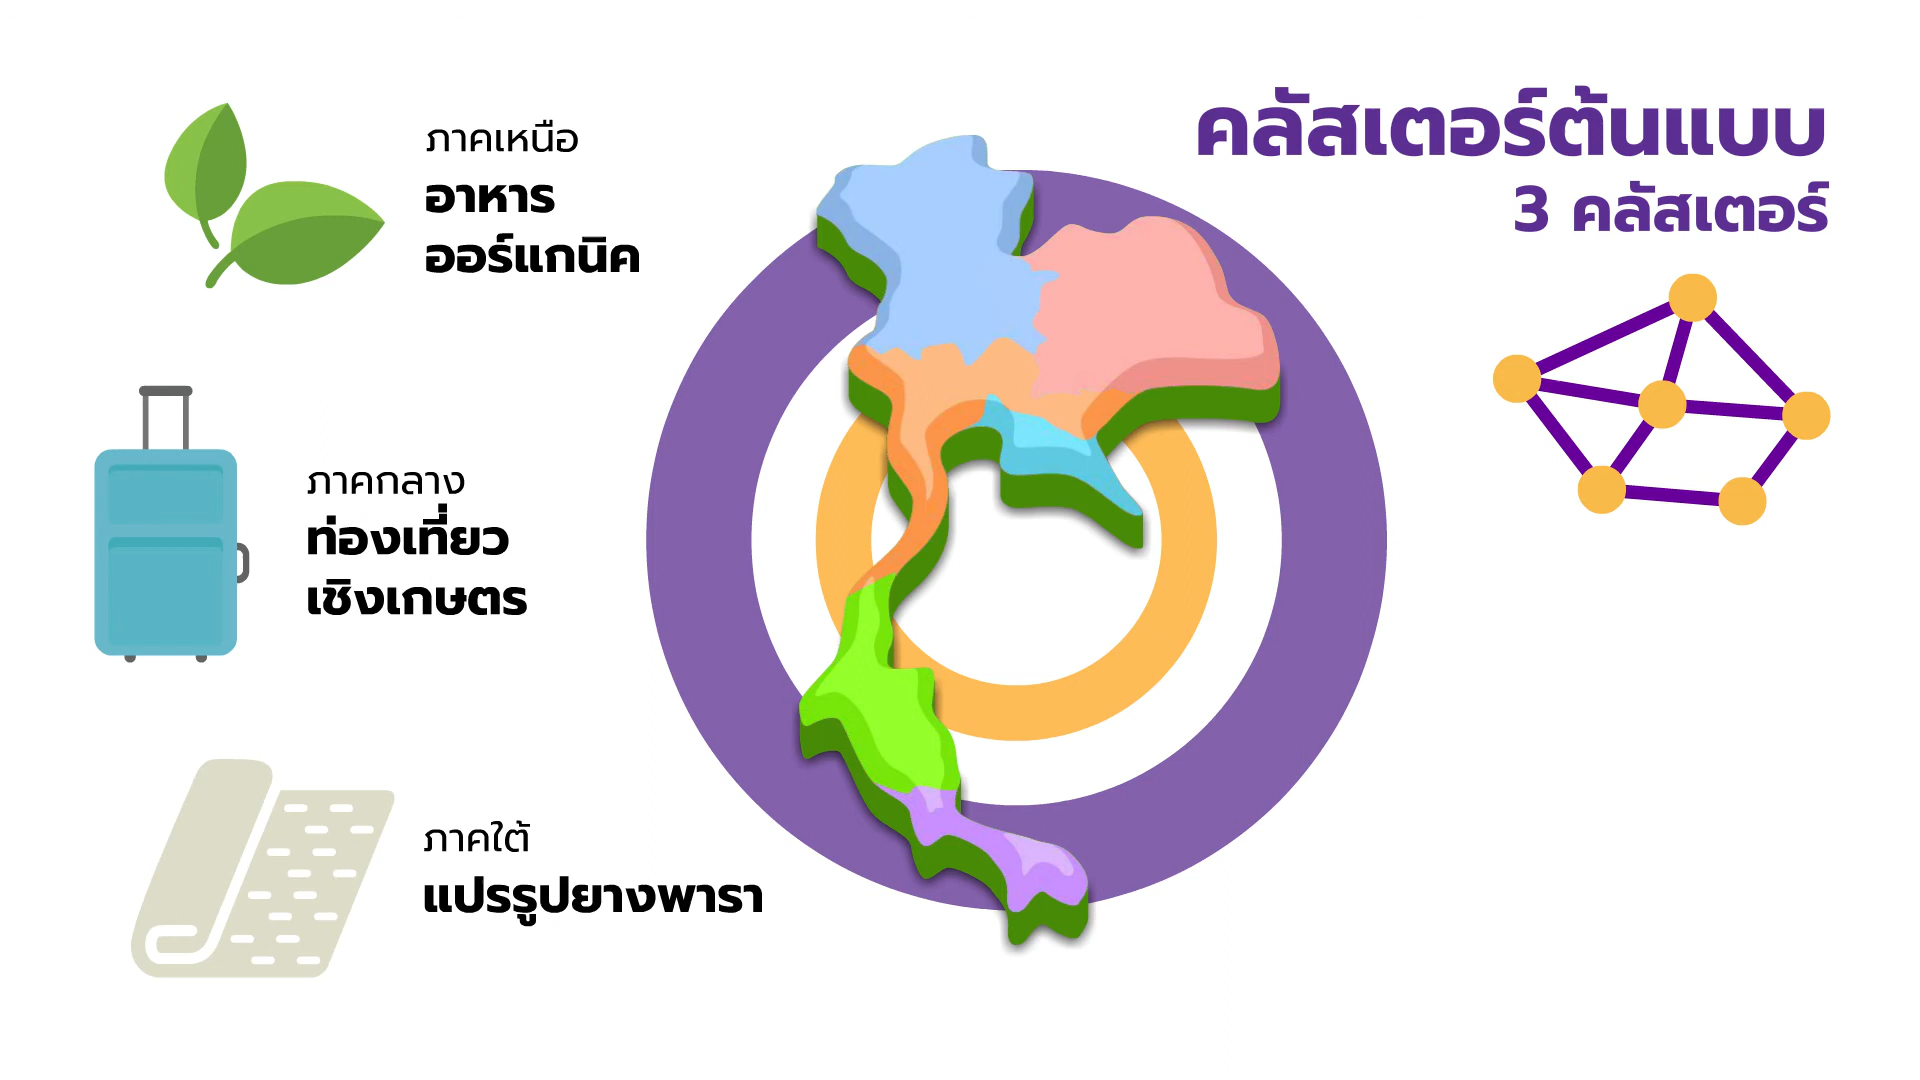 คลัสเตอร์ต้นแบบ
3 คลัสเตอร์
ภาคเหนือ
อาหาร
ออร์แกนิค
ภาคกลาง
ท่องเที่ยว
เชิงเกษตร
ภาคใต้
แปรรูปยางพารา